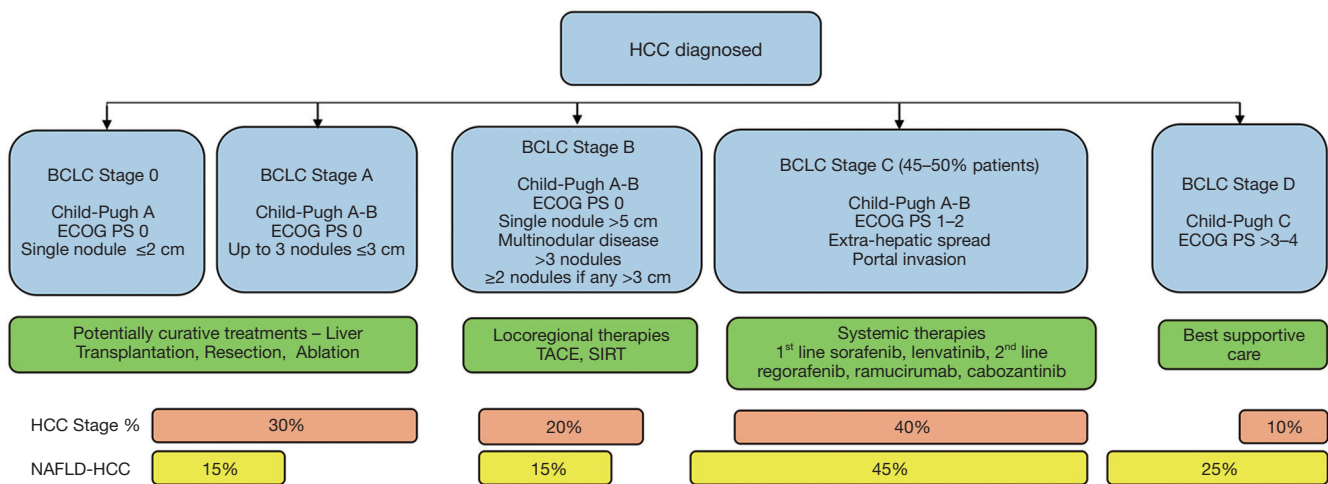 HCC diagnosed
BCLC Stage 0
Child-Pugh A
ECOG PS 0
Single nodule ≤2 cm
BCLC Stage A
Child-Pugh A-B
ECOG PS 0
Up to 3 nodules ≤3 cm
BCLC Stage B
Child-Pugh A-B
ECOG PS 0
Single nodule >5 cm
Multinodular disease
>3 nodules
≥2 nodules if any >3 cm
BCLC Stage C (45–50% patients)
Child-Pugh A-B
ECOG PS 1–2
Extra-hepatic spread
Portal invasion
BCLC Stage D
Child-Pugh C
ECOG PS >3–4
Potentially curative treatments – Liver
Transplantation, Resection, Ablation
Locoregional therapies
TACE, SIRT
Systemic therapies
1st line sorafenib, lenvatinib, 2nd line
regorafenib, ramucirumab, cabozantinib
Best supportive
care
HCC Stage % 30% 20% 40% 10%
NAFLD-HCC 15% 15% 45% 25%